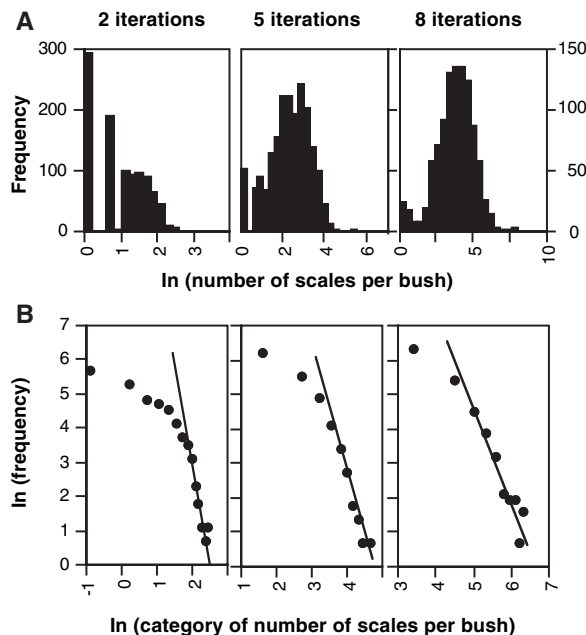 A
2 iterations 5 iterations 8 iterations
300
200
100
0
Frequency
150
100
50
0
0 1 2 3
0 2 4 6
0 5 10
ln (number of scales per bush)
B
7
6
5
4
3
2
1
0
ln (frequency)
-1 0 1 2
1 2 3 4
3 4 5 6 7
ln (category of number of scales per bush)